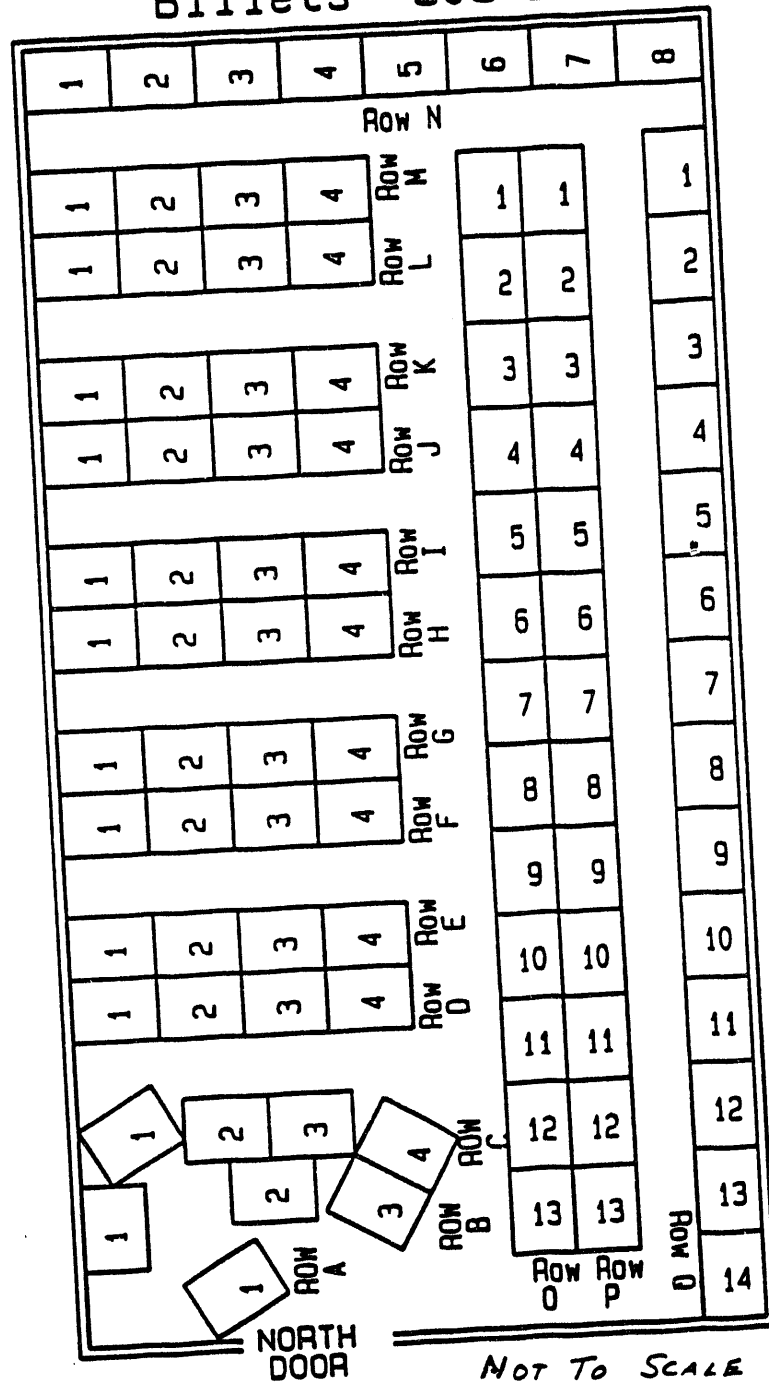 Billets
1 2 3 4 5 6 7 8
Row N
1 2 3 4 Row M
1 2 3 4 Row L
1 2 3 4 Row K
1 2 3 4 Row J
1 2 3 4 Row I
1 2 3 4 Row H
1 2 3 4 Row G
1 2 3 4 Row F
1 2 3 4 Row E
1 2 3 4 Row D
1 2 3 4 ROW C
1 2 3 ROW B
1 ROW A
1 2 3 4 5 6 7 8 9 10 11 12 13 Row O
1 2 3 4 5 6 7 8 9 10 11 12 13 Row P
1 2 3 4 5 6 7 8 9 10 11 12 13 14 Row Q
NORTH
DOOR
NOT TO SCALE